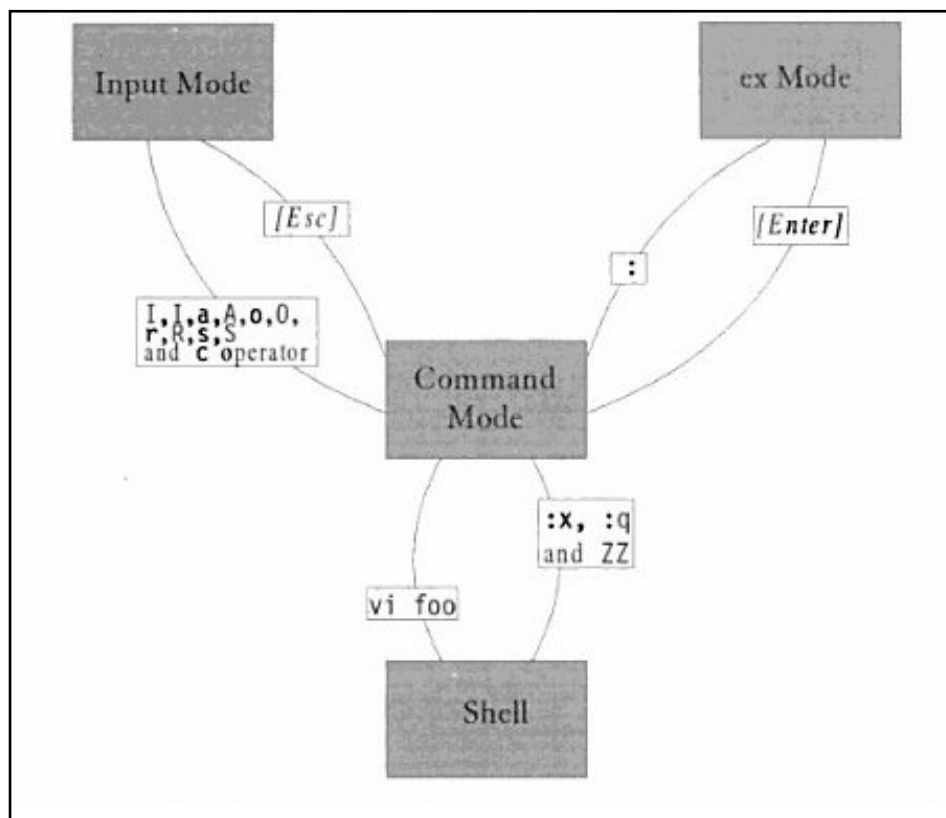 Input Mode
ex Mode
[Esc]
[Enter]
:
I,I,a,A,o,O,
r,R,s,S
and c operator
Command
Mode
:x, :q
and ZZ
vi foo
Shell